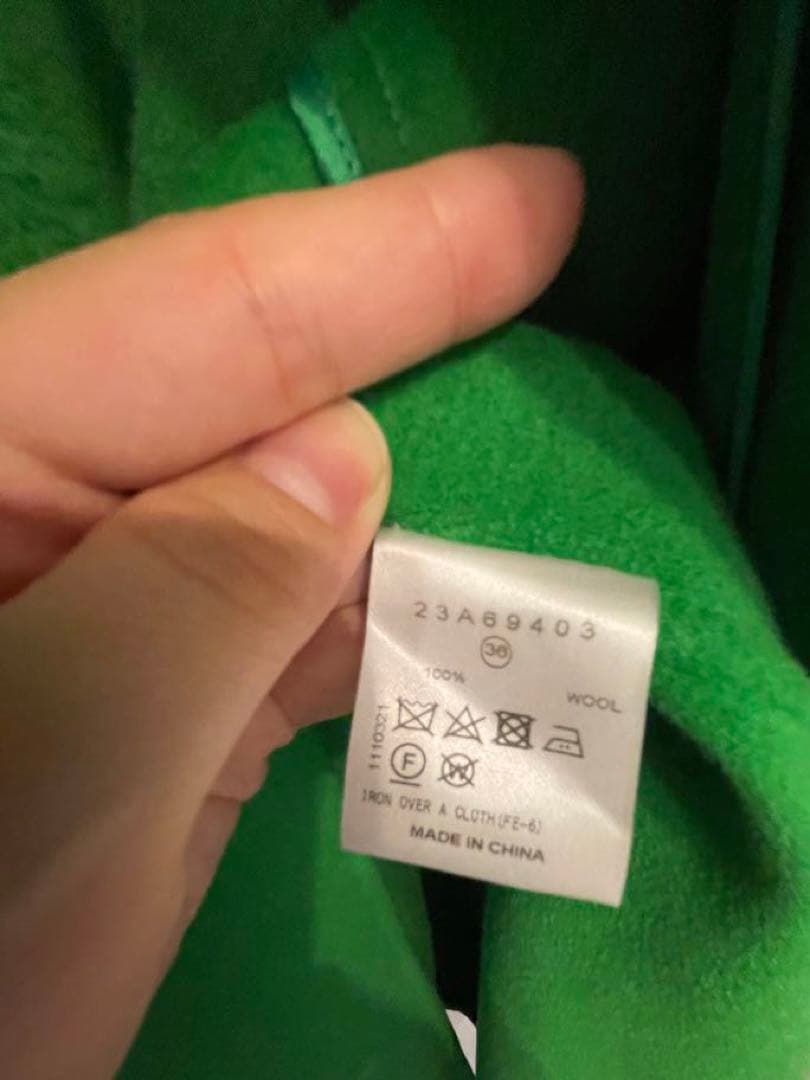 23A69403
36
100% WOOL
1110321
F W
IRON OVER A CLOTH(FE-6)
MADE IN CHINA